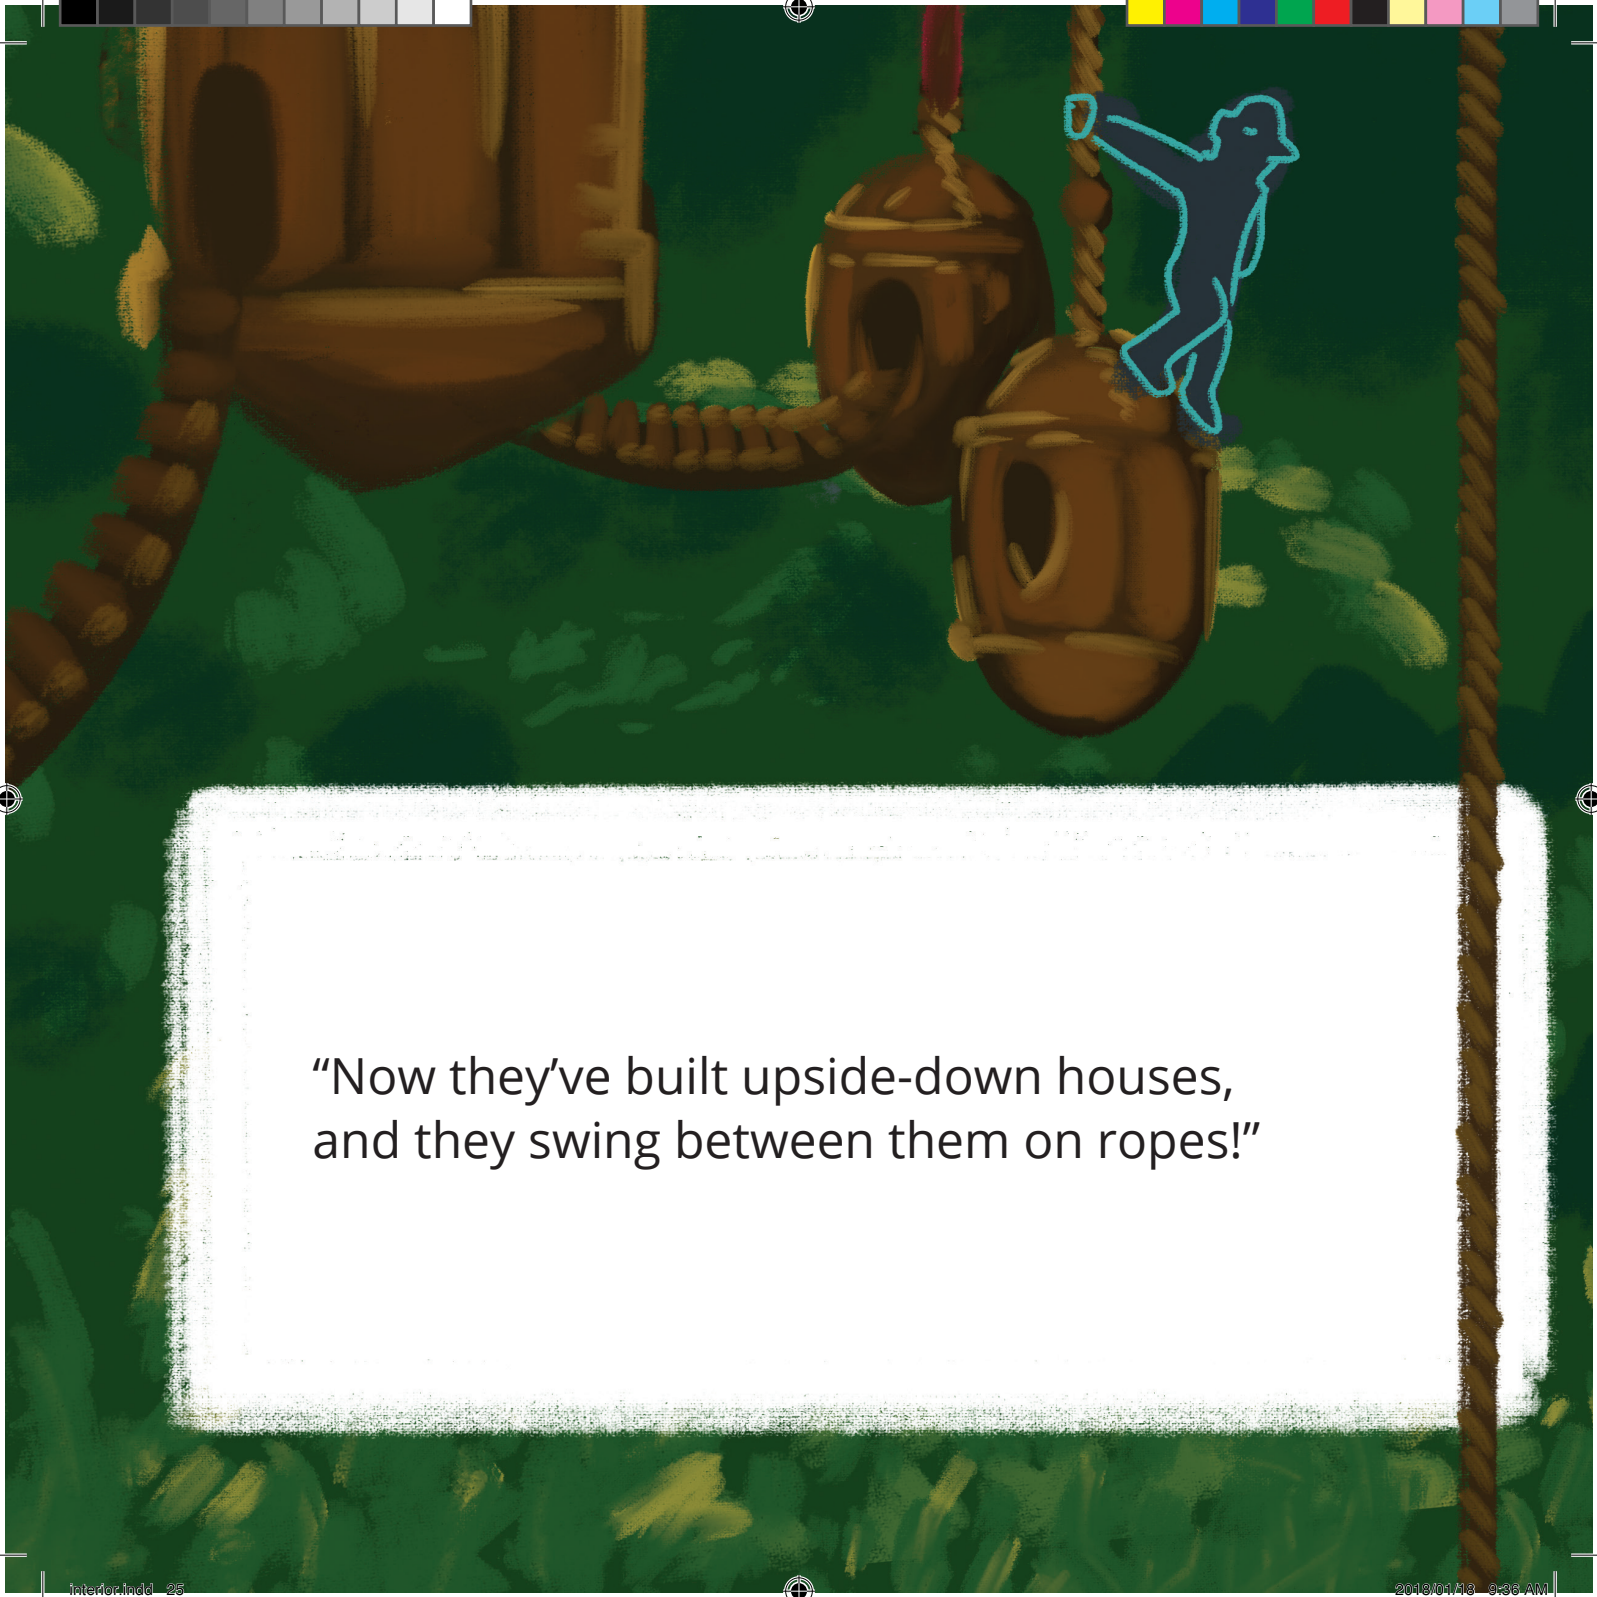 “Now they’ve built upside-down houses,
and they swing between them on ropes!”
interior.indd 25
2018/01/18 9:36 AM